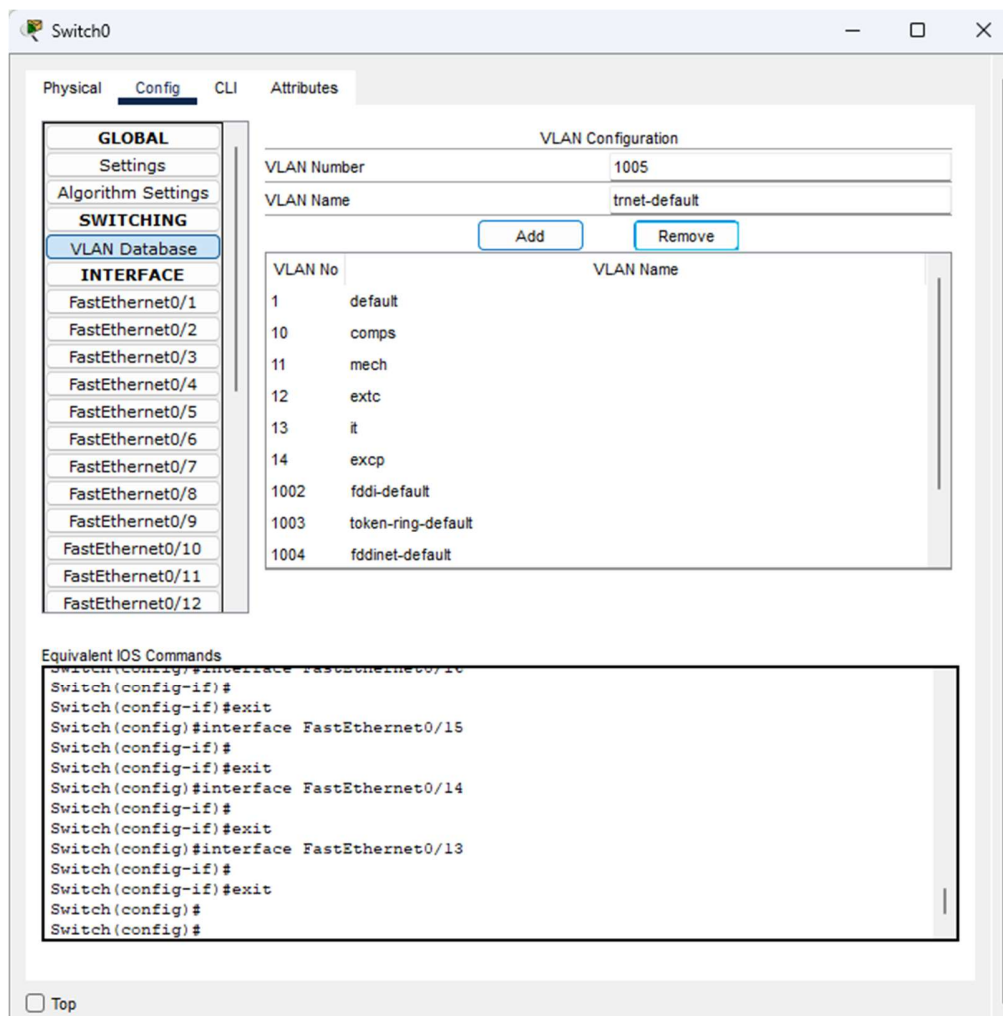 Switch0
Physical Config CLI Attributes
GLOBAL
Settings
Algorithm Settings
SWITCHING
VLAN Database
INTERFACE
FastEthernet0/1
FastEthernet0/2
FastEthernet0/3
FastEthernet0/4
FastEthernet0/5
FastEthernet0/6
FastEthernet0/7
FastEthernet0/8
FastEthernet0/9
FastEthernet0/10
FastEthernet0/11
FastEthernet0/12
VLAN Configuration
VLAN Number 1005
VLAN Name trnet-default
Add Remove
VLAN No VLAN Name
1 default
10 comps
11 mech
12 extc
13 it
14 excp
1002 fddi-default
1003 token-ring-default
1004 fddinet-default
Equivalent IOS Commands
Switch(config-if)#
Switch(config-if)#exit
Switch(config)#interface FastEthernet0/15
Switch(config-if)#
Switch(config-if)#exit
Switch(config)#interface FastEthernet0/14
Switch(config-if)#
Switch(config-if)#exit
Switch(config)#interface FastEthernet0/13
Switch(config-if)#
Switch(config-if)#exit
Switch(config)#
Switch(config)#
Top